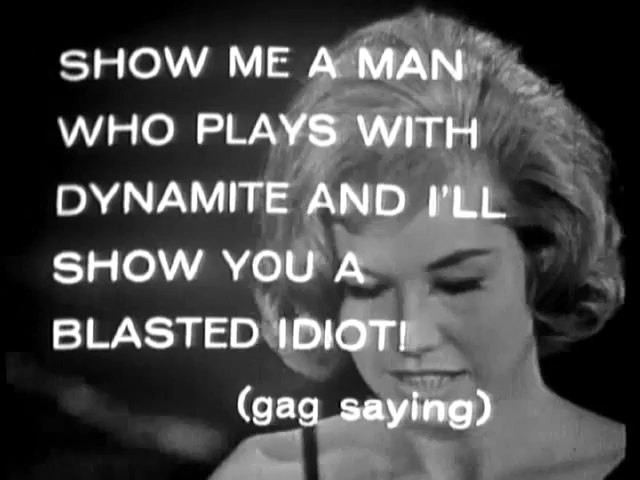 SHOW ME A MAN
WHO PLAYS WITH
DYNAMITE AND I'LL
SHOW YOU A
BLASTED IDIOT!
(gag saying)